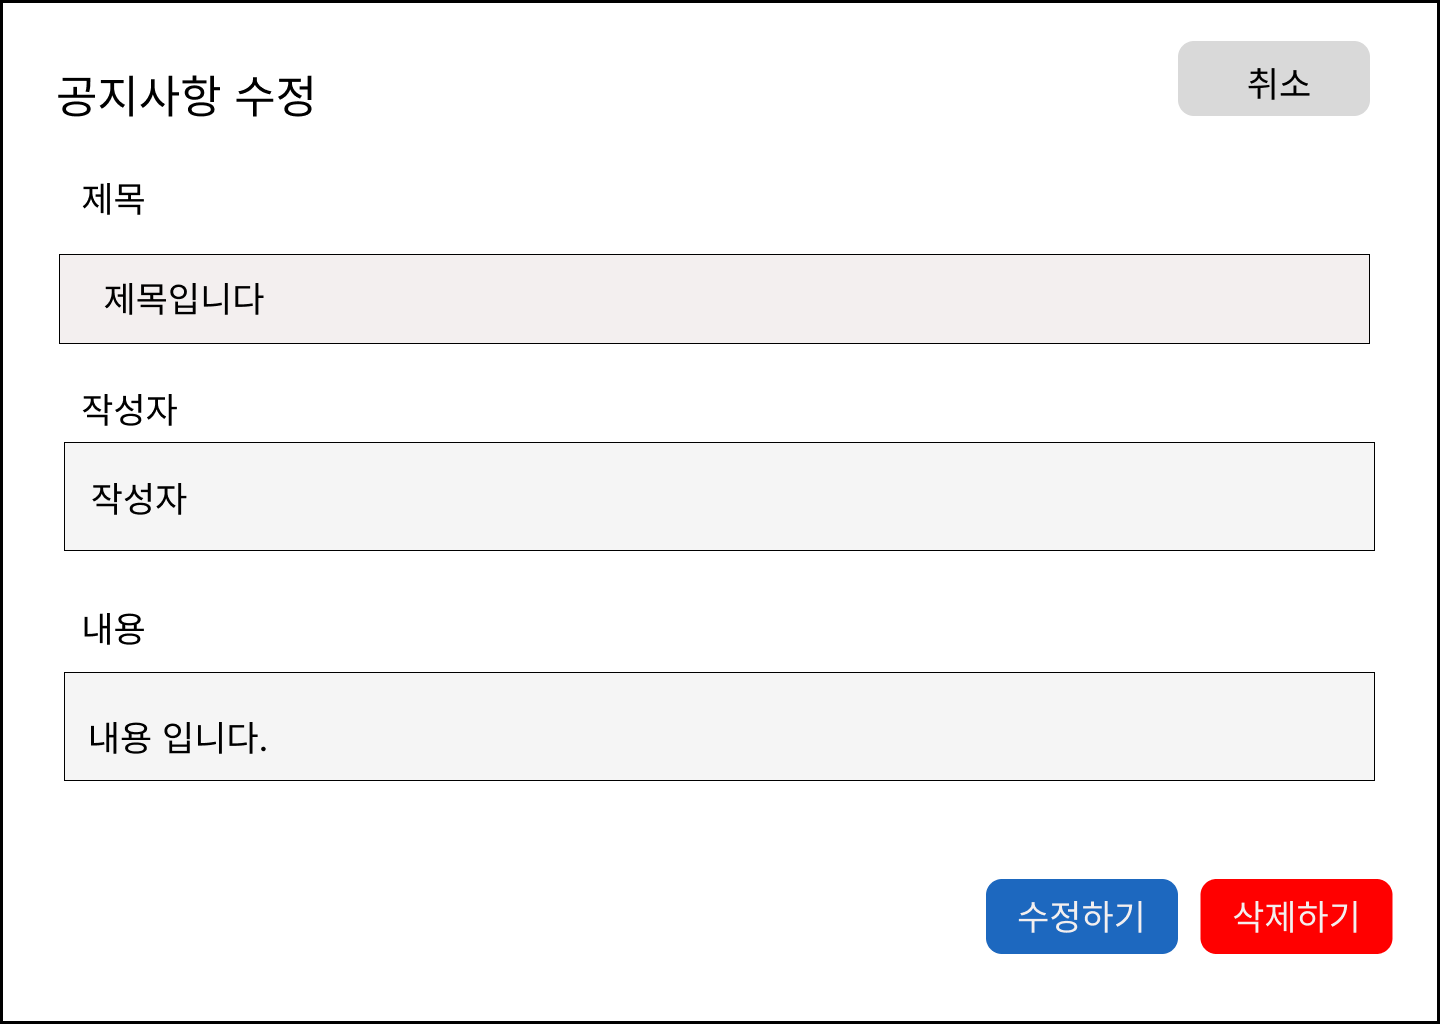 공지사항 수정
취소
제목
제목입니다
작성자
작성자
내용
내용 입니다.
수정하기
삭제하기